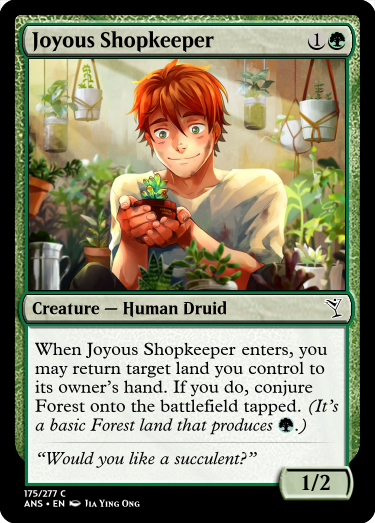 Joyous Shopkeeper 1
Creature — Human Druid
When Joyous Shopkeeper enters, you
may return target land you control to
its owner's hand. If you do, conjure
Forest onto the battlefield tapped. (It's
a basic Forest land that produces .)
“Would you like a succulent?”
1/2
175/277 C
ANS • EN Jia Ying Ong